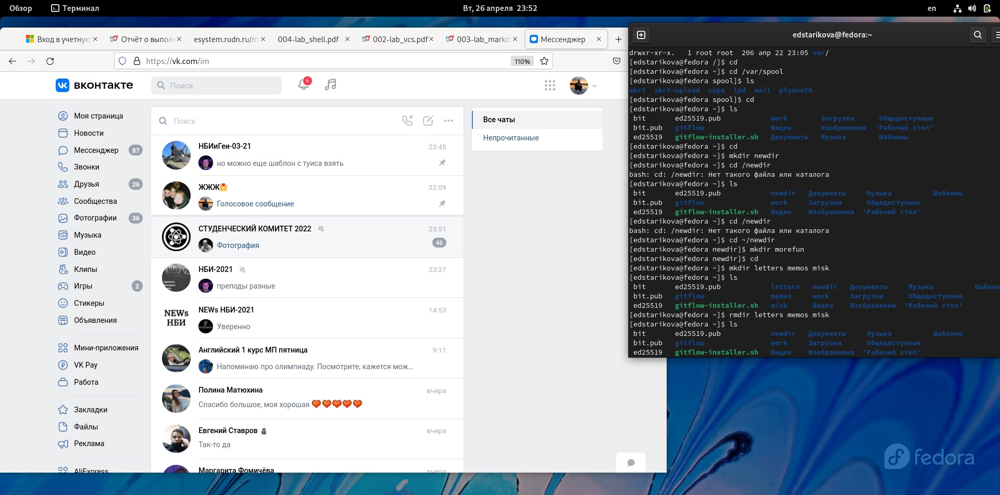 Обзор
Терминал
Вт, 26 апреля 23:52
en
Вход в учетную
Отчёт о выпол
esystem.rudn.ru/m
004-lab_shell.pdf
002-lab_vcs.pdf
003-lab_markd
Мессенджер
https://vk.com/im
110%
вконтакте
Поиск
6
Моя страница
Новости
Мессенджер 87
Звонки
Друзья 26
Сообщества
Фотографии 36
Музыка
Видео
Клипы
Игры 2
Стикеры
Объявления
Мини-приложения
VK Pay
Работа
Закладки
Файлы
Реклама
AliExpress
Поиск
НБИиГеи-03-21 23:45
но можно еще шаблон с туиса взять
ЖЖЖ 22:09
Голосовое сообщение
СТУДЕНЧЕСКИЙ КОМИТЕТ 2022 23:51
Фотография 46
ШАРАГА
НБИ-2021 23:27
преподы разные
NEWs
НБИ
NEWs НБИ-2021 14:53
Уверенно
Английский 1 курс МП пятница 9:11
Напоминаю про олимпиаду. Посмотрите, кажется мож…
Полина Матюхина вчера
Спасибо большое, моя хорошая ❤❤❤❤❤
Евгений Ставров вчера
Так-то да
Маргарита Фомичёва вчера
Все чаты
Непрочитанные
edstarikova@fedora:~
drwxr-xr-x.   1 root root  206 апр 22 23:05 var/
[edstarikova@fedora /]$ cd
[edstarikova@fedora ~]$ cd /var/spool
[edstarikova@fedora spool]$ ls
abrt  abrt-upload  cups  lpd  mail  plymouth
[edstarikova@fedora spool]$ cd
[edstarikova@fedora ~]$ ls
bit       ed25519.pub            work        Загрузки      Общедоступные
bit.pub   gitflow                Видео       Изображения  'Рабочий стол'
ed25519   gitflow-installer.sh   Документы   Музыка        Шаблоны
[edstarikova@fedora ~]$ cd
[edstarikova@fedora ~]$ mkdir newdir
[edstarikova@fedora ~]$ cd /newdir
bash: cd: /newdir: Нет такого файла или каталога
[edstarikova@fedora ~]$ ls
bit       ed25519.pub            newdir   Документы     Музыка          Шаблоны
bit.pub   gitflow                work     Загрузки      Общедоступные
ed25519   gitflow-installer.sh   Видео    Изображения  'Рабочий стол'
[edstarikova@fedora ~]$ cd /newdir
bash: cd: /newdir: Нет такого файла или каталога
[edstarikova@fedora ~]$ cd ~/newdir
[edstarikova@fedora newdir]$ mkdir morefun
[edstarikova@fedora newdir]$ cd
[edstarikova@fedora ~]$ mkdir letters memos misk
[edstarikova@fedora ~]$ ls
bit       ed25519.pub            letters   newdir   Документы     Музыка          Шаблон
bit.pub   gitflow                memos     work     Загрузки      Общедоступные
ed25519   gitflow-installer.sh   misk      Видео    Изображения  'Рабочий стол'
[edstarikova@fedora ~]$ rmdir letters memos misk
[edstarikova@fedora ~]$ ls
bit       ed25519.pub            newdir   Документы     Музыка          Шаблоны
bit.pub   gitflow                work     Загрузки      Общедоступные
ed25519   gitflow-installer.sh   Видео    Изображения  'Рабочий стол'
fedora